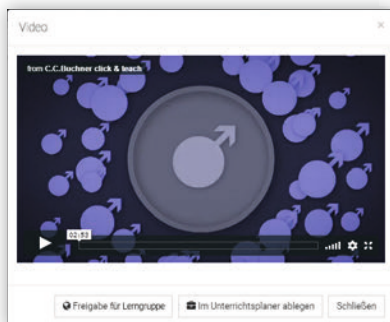 Video ×
from C.C.Buchner click & teach
02:53
Freigabe für Lerngruppe Im Unterrichtsplaner ablegen Schließen